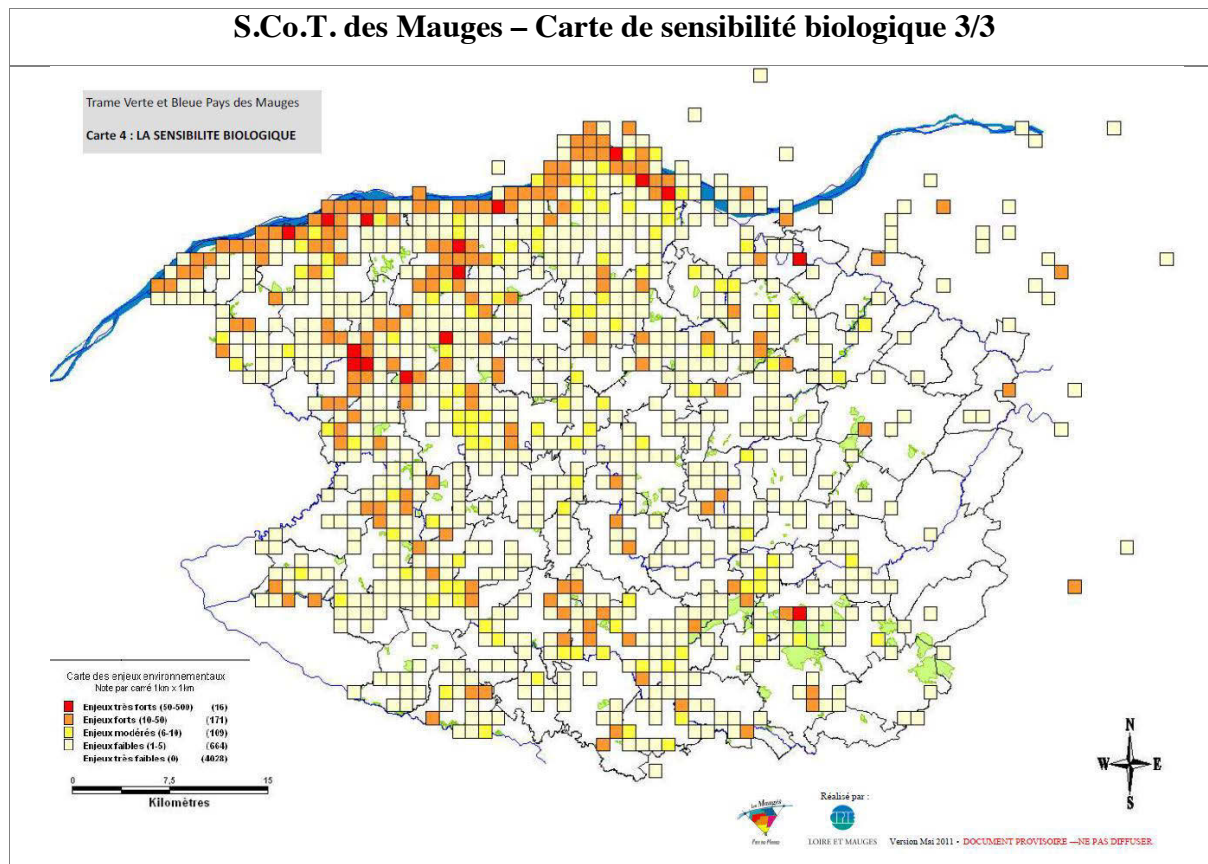 S.Co.T. des Mauges – Carte de sensibilité biologique 3/3
Trame Verte et Bleue Pays des Mauges
Carte 4 : LA SENSIBILITE BIOLOGIQUE
Carte des enjeux environnementaux
Note par carré 1km x 1km
Enjeux très forts (50-500) (16)
Enjeux forts (10-50) (171)
Enjeux modérés (6-10) (109)
Enjeux faibles (1-5) (664)
Enjeux très faibles (0) (4028)
0 7,5 15
Kilomètres
N
W E
S
Les Mauges
Réalisé par :
CPIE
LOIRE ET MAUGES Version Mai 2011 - DOCUMENT PROVISOIRE —NE PAS DIFFUSER